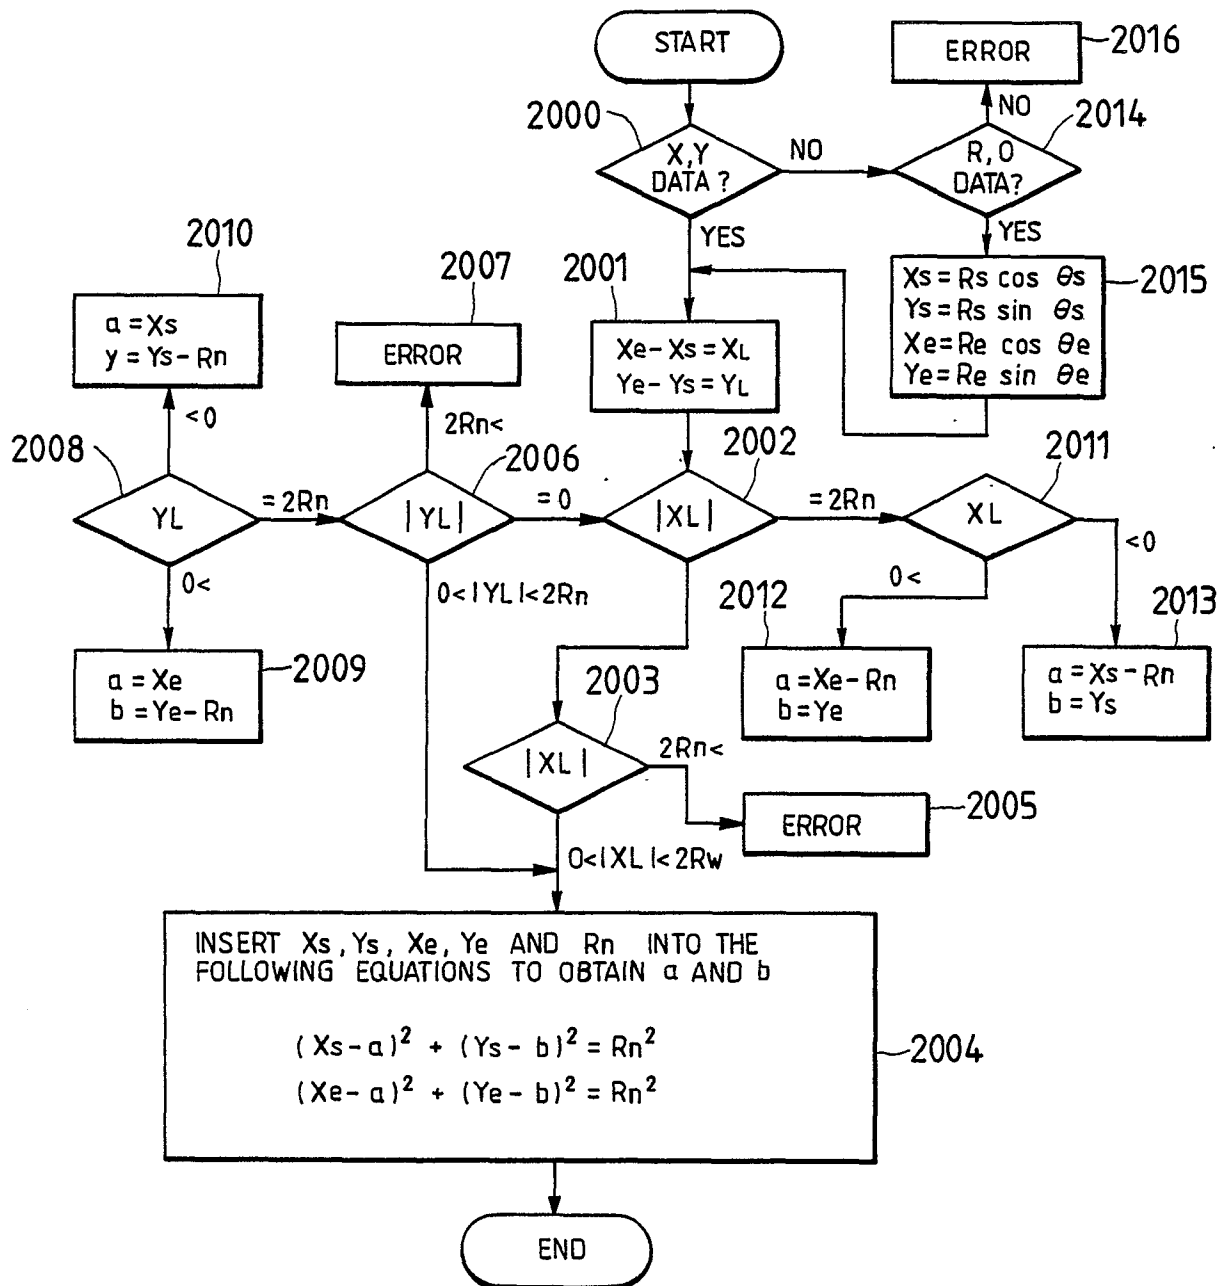 START
ERROR
2016
2000
X,Y
DATA?
NO
NO
2014
R,O
DATA?
YES
YES
2015
Xs=Rs cos θs
Ys=Rs sin θs
Xe=Re cos θe
Ye=Re sin θe
2010
a=Xs
y=Ys-Rn
<0
2007
ERROR
2Rn<
2001
Xe-Xs=XL
Ye-Ys=YL
2008
YL
=2Rn
2006
|YL|
=0
2002
|XL|
=2Rn
2011
XL
<0
0<
0<
0<|YL|<2Rn
2009
a=Xe
b=Ye-Rn
2012
a=Xe-Rn
b=Ye
2013
a=Xs-Rn
b=Ys
2003
|XL|
2Rn<
2005
ERROR
0<|XL|<2Rw
INSERT Xs,Ys,Xe,Ye AND Rn INTO THE
FOLLOWING EQUATIONS TO OBTAIN a AND b
(Xs-a)² + (Ys-b)² = Rn²
(Xe-a)² + (Ye-b)² = Rn²
2004
END